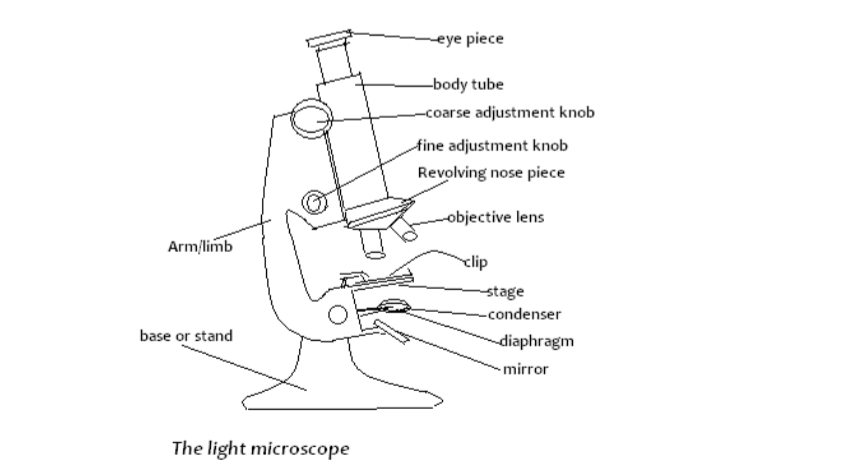 eye piece
body tube
coarse adjustment knob
fine adjustment knob
Revolving nose piece
objective lens
Arm/limb
clip
stage
condenser
base or stand
diaphragm
mirror
The light microscope